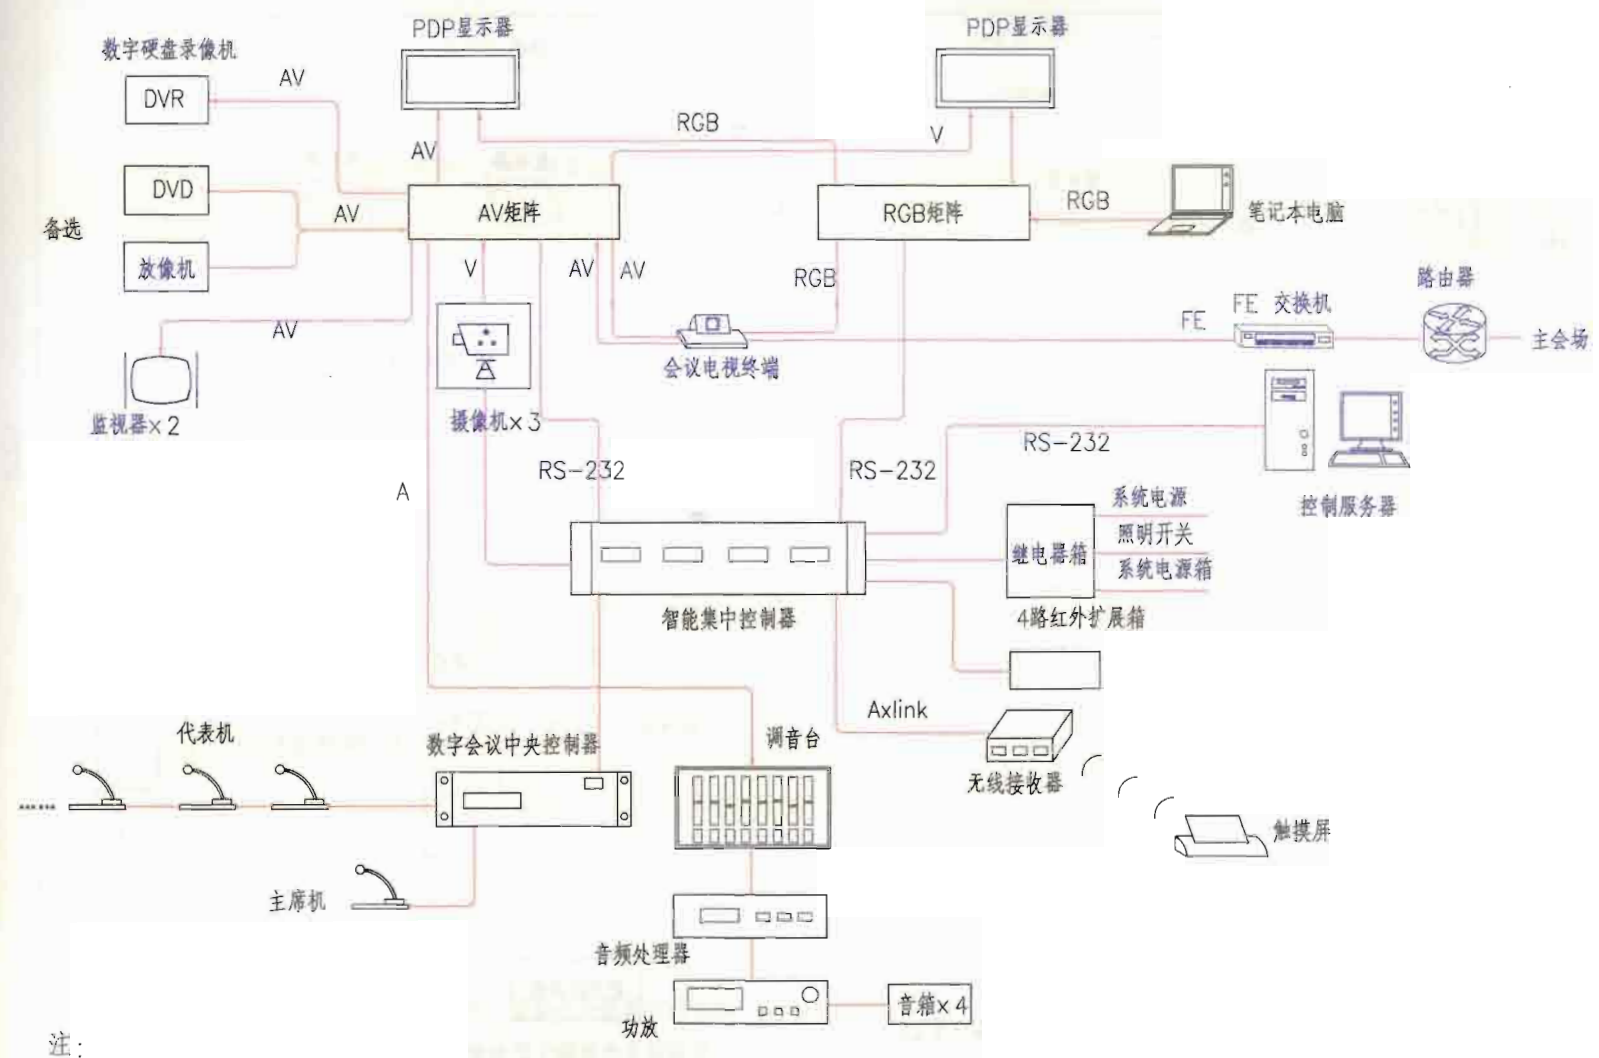 PDP显示器
PDP显示器
数字硬盘录像机
AV
DVR
RGB
V
AV
DVD
AV
AV矩阵
RGB矩阵
RGB
笔记本电脑
备选
放像机
V
AV
AV
RGB
路由器
FE
FE 交换机
主会场
AV
会议电视终端
监视器×2
摄像机×3
RS-232
RS-232
RS-232
控制服务器
A
系统电源
照明开关
继电器箱
系统电源箱
智能集中控制器
4路红外扩展箱
Axlink
代表机
数字会议中央控制器
调音台
无线接收器
触摸屏
主席机
音频处理器
功放
音箱×4
注: